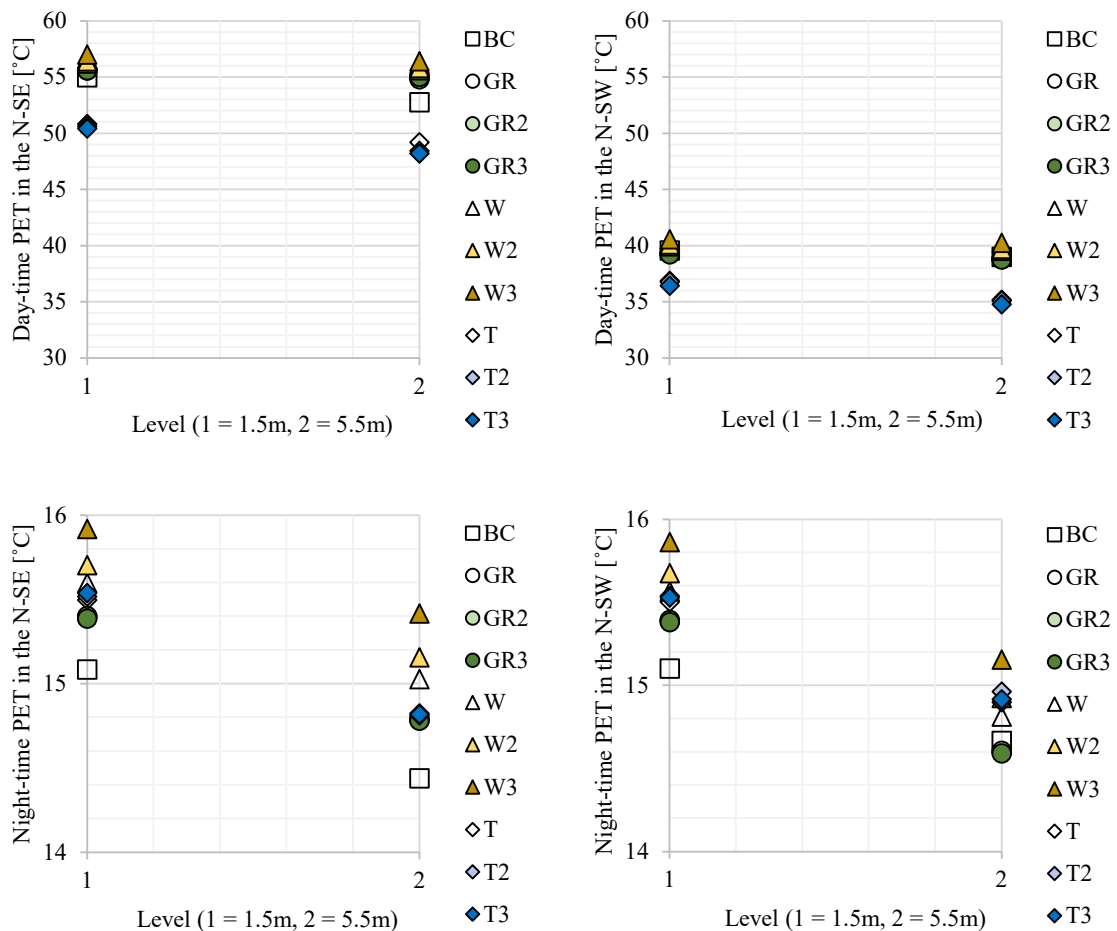 Day-time PET in the N-SE [˚C]
60
55
50
45
40
35
30
1
2
Level (1 = 1.5m, 2 = 5.5m)
BC
GR
GR2
GR3
W
W2
W3
T
T2
T3
Day-time PET in the N-SW [˚C]
60
55
50
45
40
35
30
1
2
Level (1 = 1.5m, 2 = 5.5m)
BC
GR
GR2
GR3
W
W2
W3
T
T2
T3
Night-time PET in the N-SE [˚C]
16
15
14
1
2
Level (1 = 1.5m, 2 = 5.5m)
BC
GR
GR2
GR3
W
W2
W3
T
T2
T3
Night-time PET in the N-SW [˚C]
16
15
14
1
2
Level (1 = 1.5m, 2 = 5.5m)
BC
GR
GR2
GR3
W
W2
W3
T
T2
T3